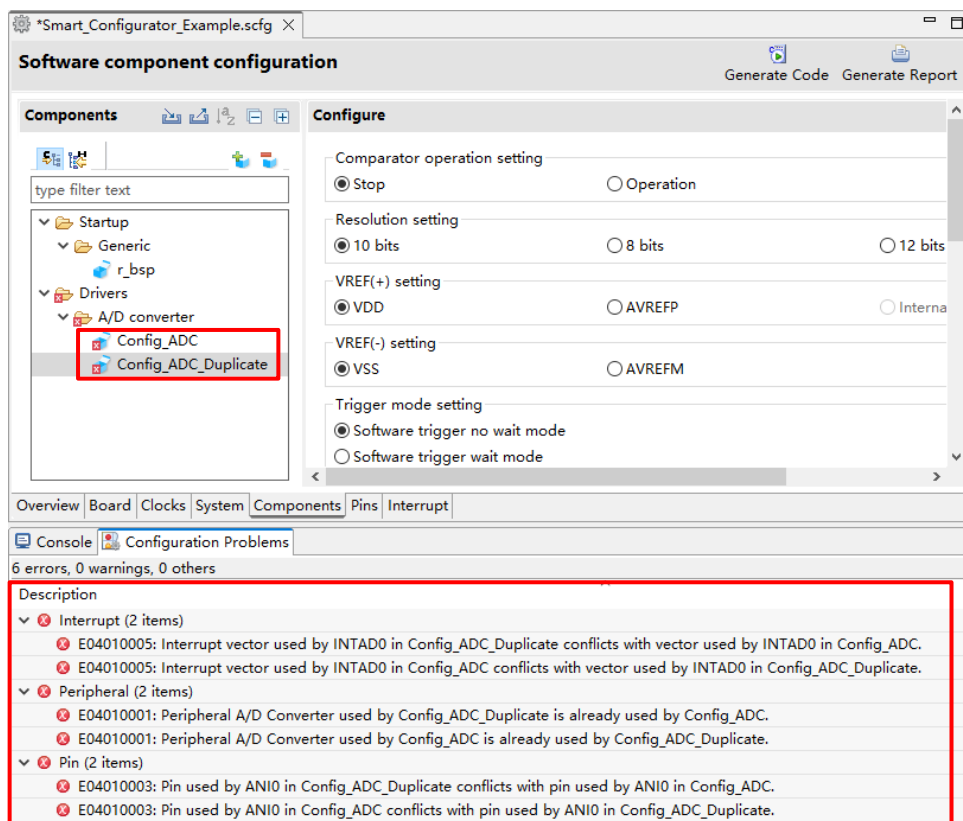 *Smart_Configurator_Example.scfg
Software component configuration
Generate Code Generate Report
Components
Configure
type filter text
Startup
Generic
r_bsp
Drivers
A/D converter
Config_ADC
Config_ADC_Duplicate
Comparator operation setting
Stop Operation
Resolution setting
10 bits 8 bits 12 bits
VREF(+) setting
VDD AVREFP Interna
VREF(-) setting
VSS AVREFM
Trigger mode setting
Software trigger no wait mode
Software trigger wait mode
Overview Board Clocks System Components Pins Interrupt
Console Configuration Problems
6 errors, 0 warnings, 0 others
Description
Interrupt (2 items)
E04010005: Interrupt vector used by INTAD0 in Config_ADC_Duplicate conflicts with vector used by INTAD0 in Config_ADC.
E04010005: Interrupt vector used by INTAD0 in Config_ADC conflicts with vector used by INTAD0 in Config_ADC_Duplicate.
Peripheral (2 items)
E04010001: Peripheral A/D Converter used by Config_ADC_Duplicate is already used by Config_ADC.
E04010001: Peripheral A/D Converter used by Config_ADC is already used by Config_ADC_Duplicate.
Pin (2 items)
E04010003: Pin used by ANI0 in Config_ADC_Duplicate conflicts with pin used by ANI0 in Config_ADC.
E04010003: Pin used by ANI0 in Config_ADC conflicts with pin used by ANI0 in Config_ADC_Duplicate.